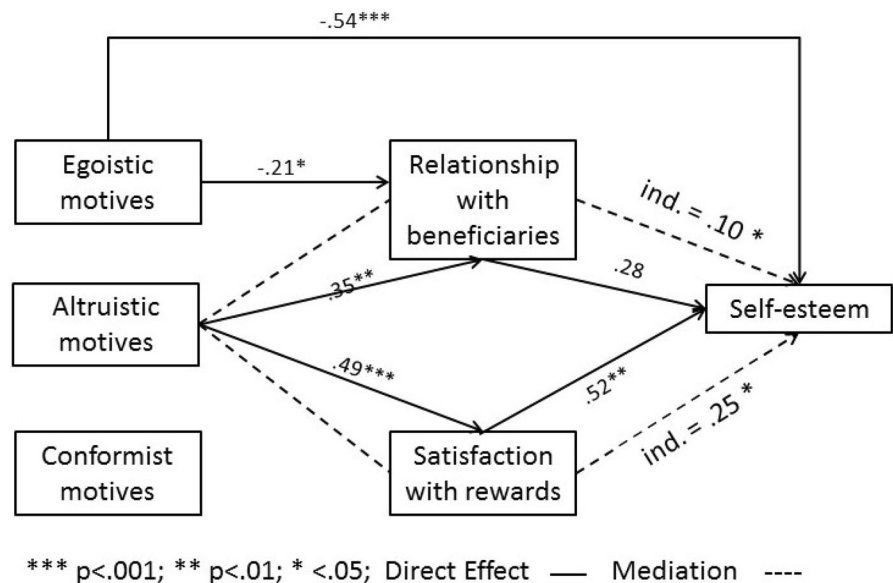 -.54***
Egoistic
motives
-.21*
Relationship
with
beneficiaries
ind. = .10 *
.35**
.28
Altruistic
motives
Self-esteem
.49***
.52**
ind. = .25 *
Conformist
motives
Satisfaction
with rewards
*** p<.001; ** p<.01; * <.05; Direct Effect — Mediation ----